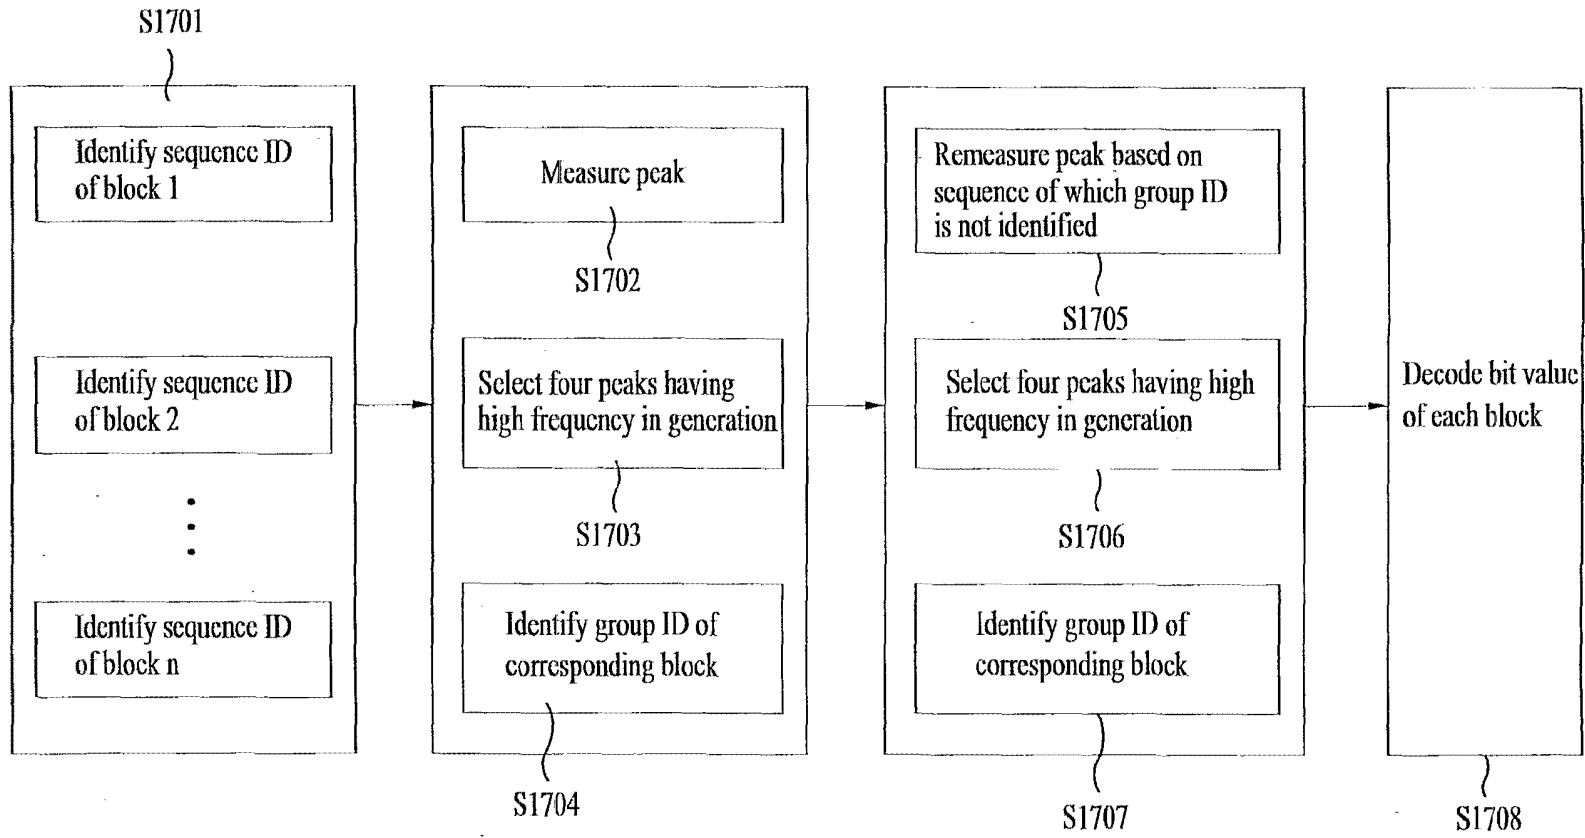 S1701
Identify sequence ID
of block 1
Identify sequence ID
of block 2
Identify sequence ID
of block n
Measure peak
S1702
Select four peaks having
high frequency in generation
S1703
Identify group ID of
corresponding block
S1704
Remeasure peak based on
sequence of which group ID
is not identified
S1705
Select four peaks having high
frequency in generation
S1706
Identify group ID of
corresponding block
S1707
Decode bit value
of each block
S1708